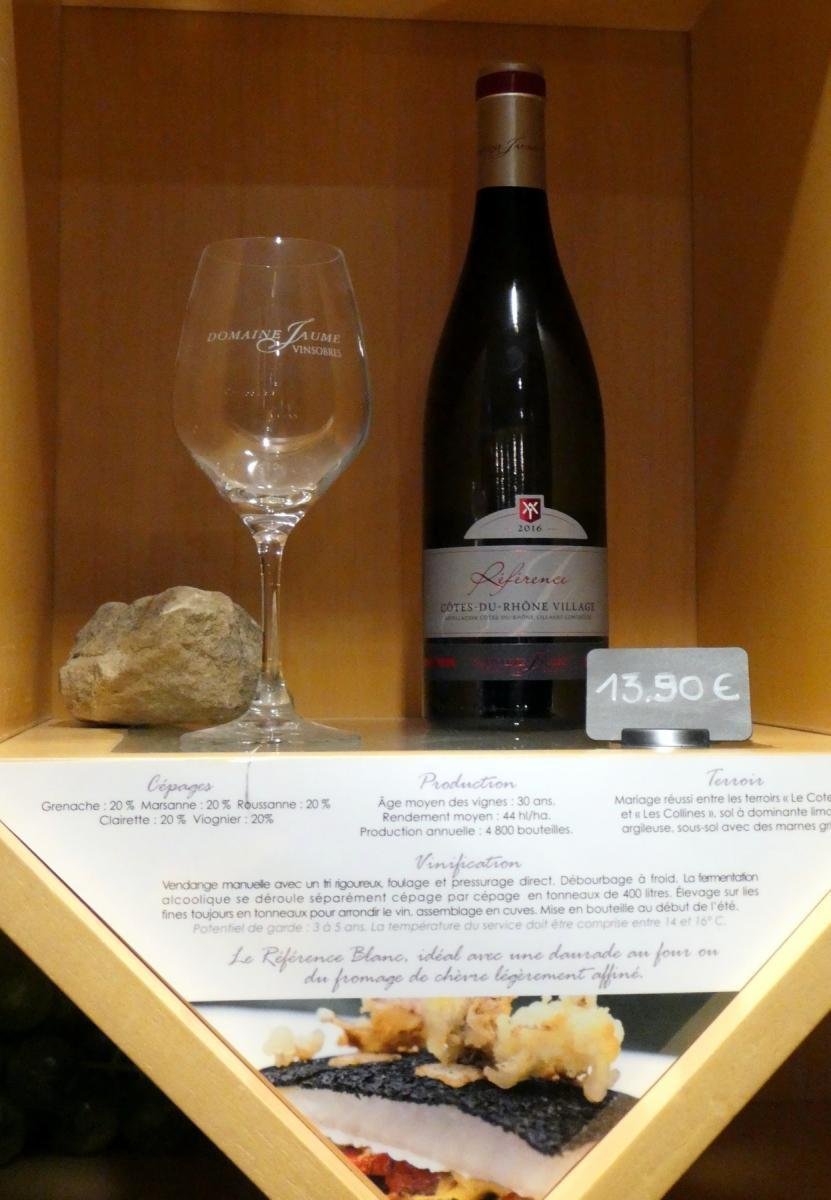 DOMAINE Jaume
VINSOBRES
2016
Référence
CÔTES-DU-RHÔNE VILLAGE
13.90 €
Cépages
Grenache : 20 % Marsanne : 20 % Roussanne : 20 %
Clairette : 20 % Viognier : 20%
Production
Âge moyen des vignes : 30 ans.
Rendement moyen : 44 hl/ha.
Production annuelle : 4 800 bouteilles.
Terroir
Mariage réussi entre les terroirs « Le Cote
et « Les Collines », sol à dominante limo
argileuse, sous-sol avec des marnes gr
Vinification
Vendange manuelle avec un tri rigoureux, foulage et pressurage direct. Débourbage à froid. La fermentation
alcoolique se déroule séparément cépage par cépage en tonneaux de 400 litres. Élevage sur lies
fines toujours en tonneaux pour arrondir le vin, assemblage en cuves. Mise en bouteille au début de l'été.
Potentiel de garde : 3 à 5 ans. La température du service doit être comprise entre 14 et 16° C.
Le Référence Blanc, idéal avec une daurade au four ou
du fromage de chèvre légèrement affiné.